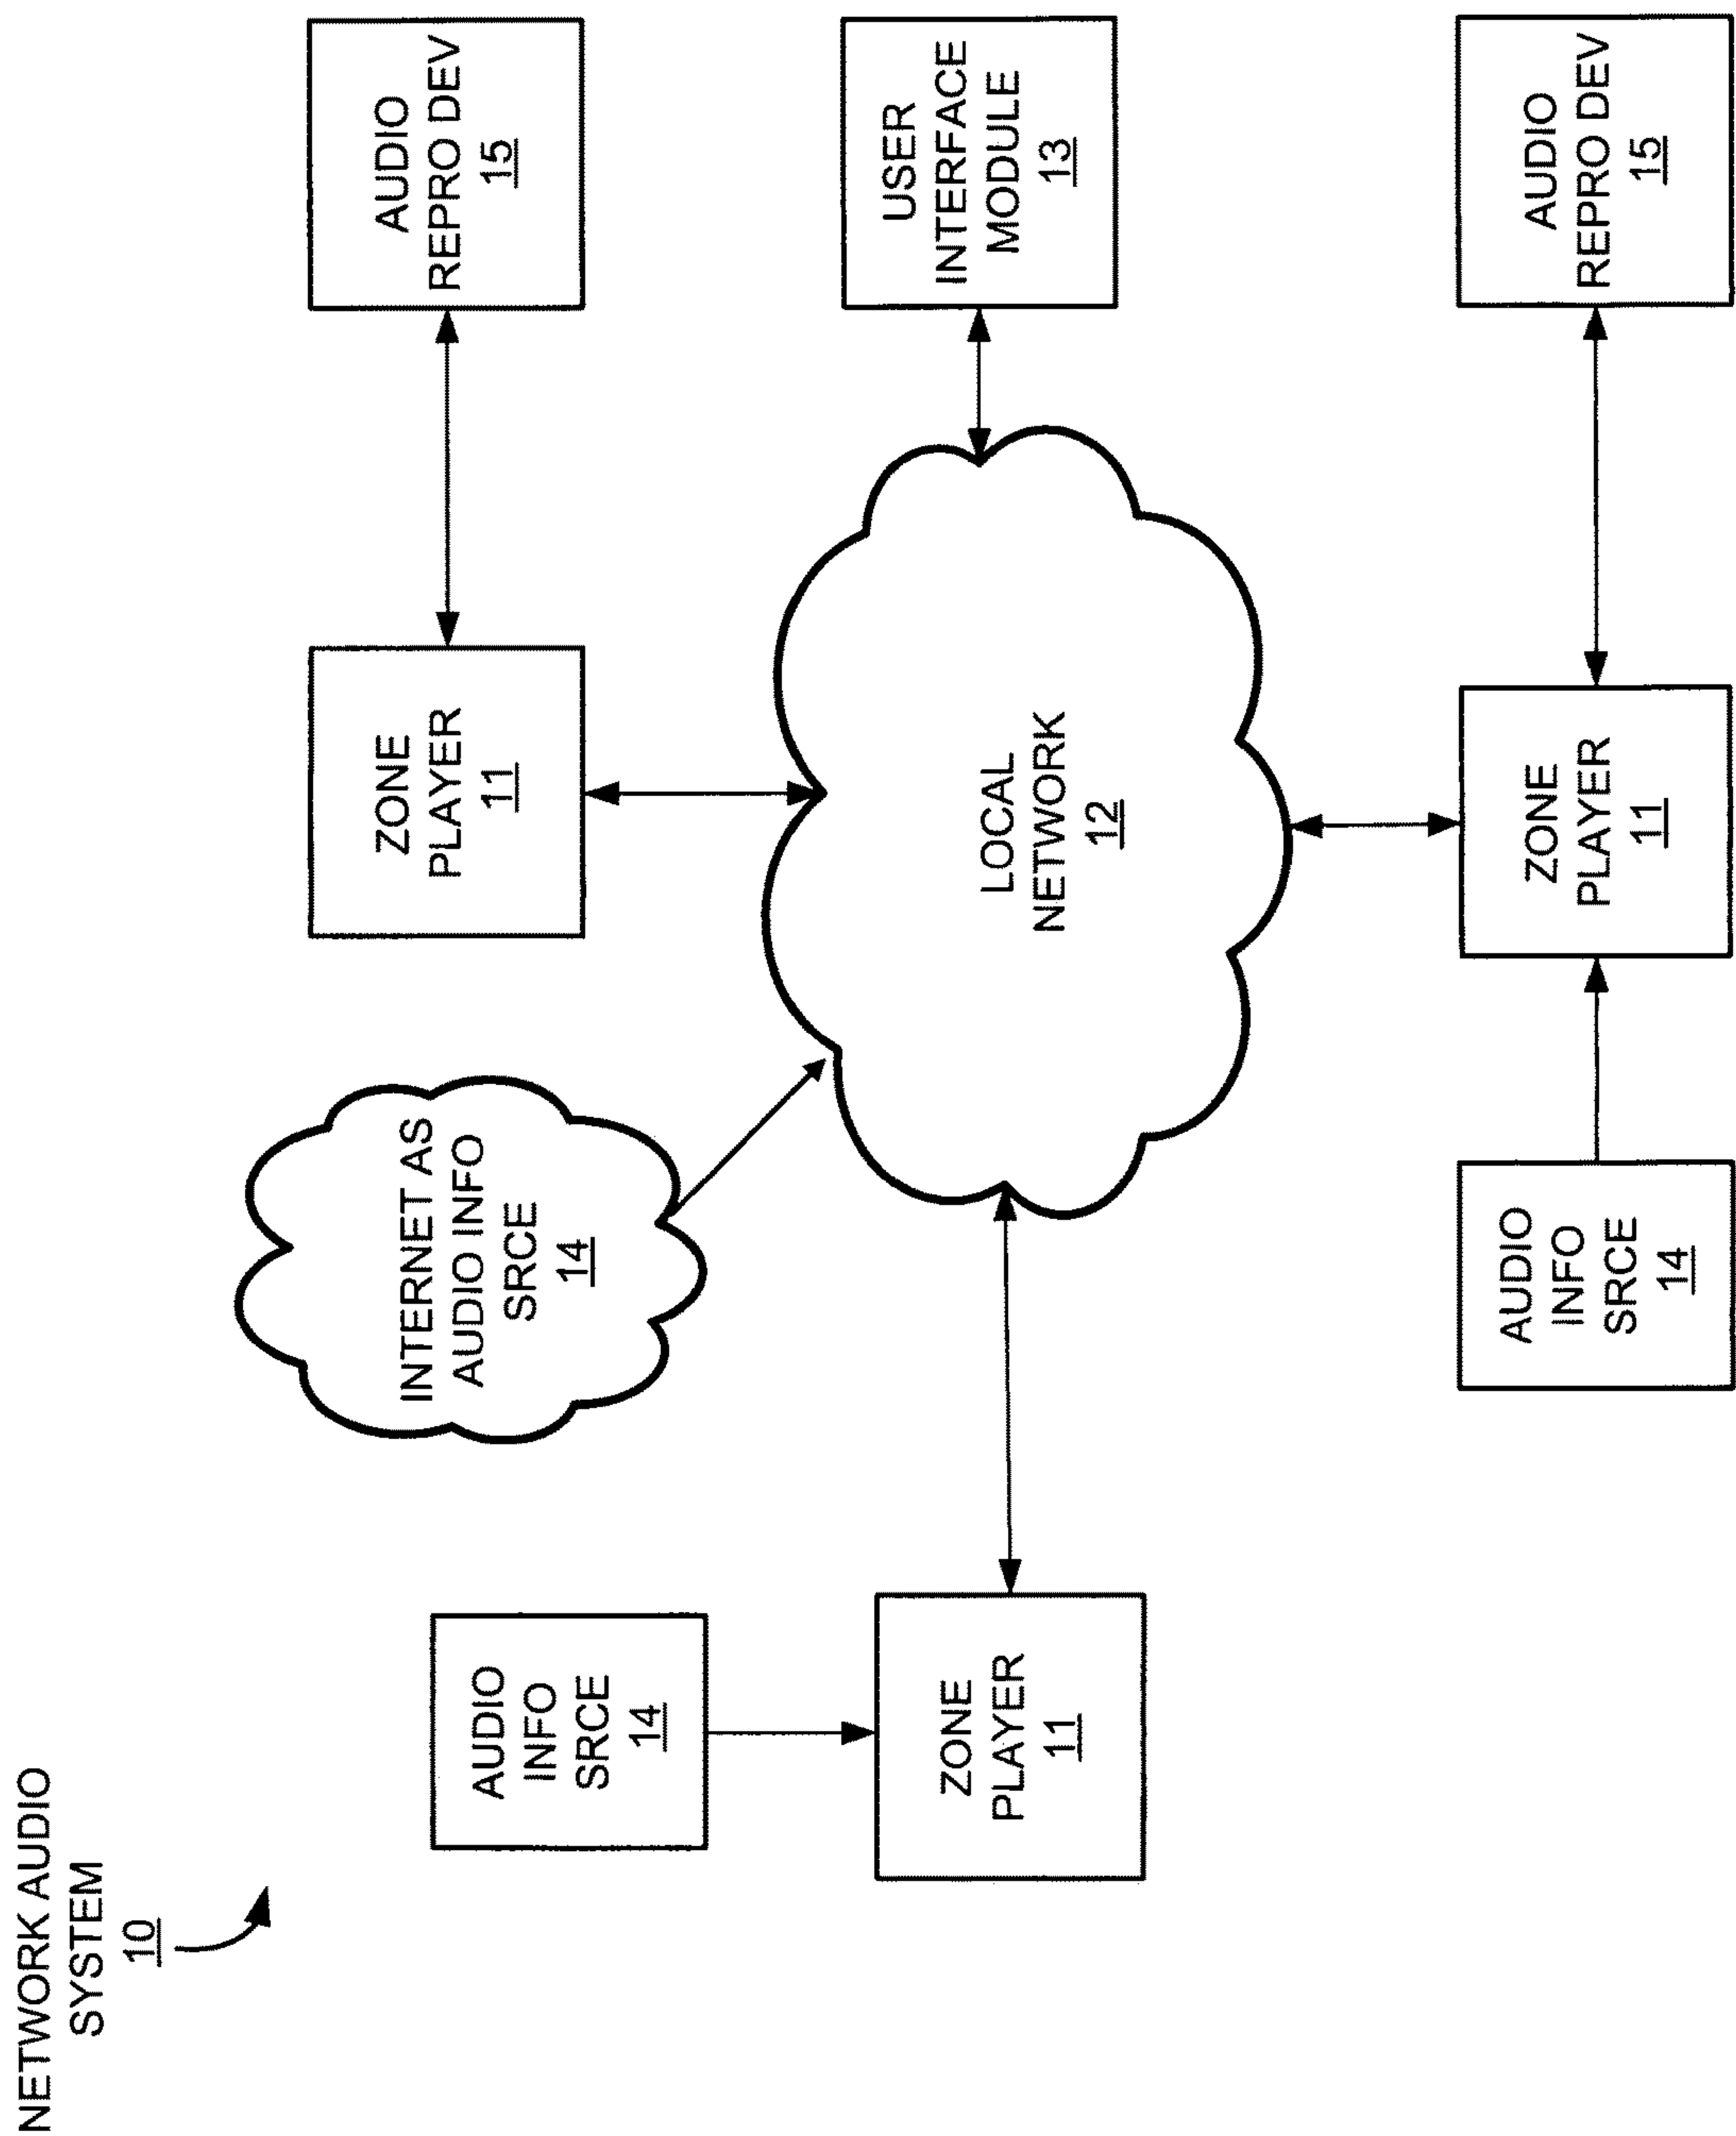 NETWORK AUDIO
SYSTEM
10
AUDIO
INFO
SRCE
14
INTERNET AS
AUDIO INFO
SRCE
14
ZONE
PLAYER
11
AUDIO
REPRO DEV
15
ZONE
PLAYER
11
LOCAL
NETWORK
12
USER
INTERFACE
MODULE
13
AUDIO
INFO
SRCE
14
ZONE
PLAYER
11
AUDIO
REPRO DEV
15